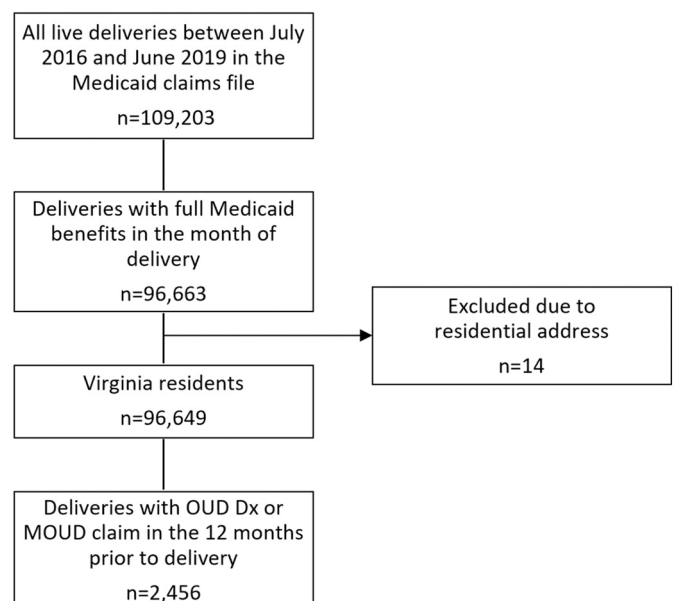 All live deliveries between July
2016 and June 2019 in the
Medicaid claims file
n=109,203
Deliveries with full Medicaid
benefits in the month of
delivery
n=96,663
Excluded due to
residential address
n=14
Virginia residents
n=96,649
Deliveries with OUD Dx or
MOUD claim in the 12 months
prior to delivery
n=2,456